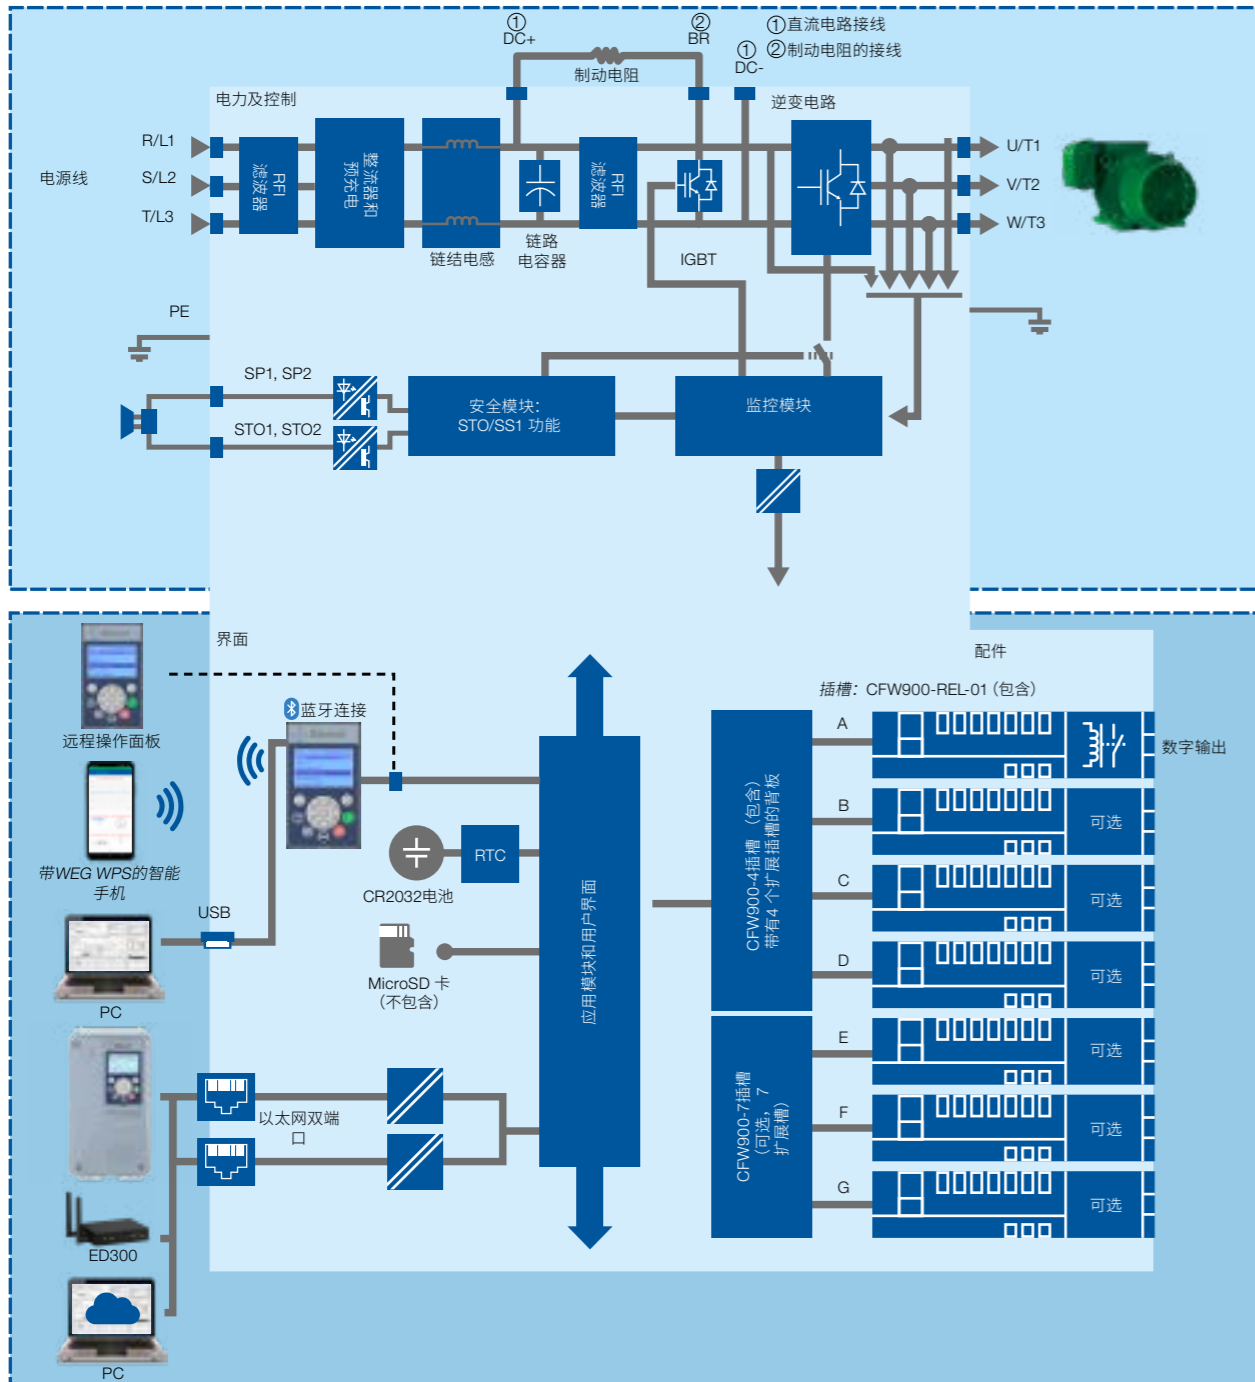 ①
DC+
②
BR
①
DC-
①直流电路接线
②制动电阻的接线
制动电阻
电力及控制
逆变电路
电源线
R/L1
S/L2
T/L3
RFI
滤波器
整流器和
预充电
链结电感
链路
电容器
RFI
滤波器
IGBT
U/T1
V/T2
W/T3
PE
SP1, SP2
STO1, STO2
安全模块：
STO/SS1 功能
监控模块
界面
配件
插槽：CFW900-REL-01 (包含)
远程操作面板
蓝牙连接
带WEG WPS的智能
手机
USB
PC
CR2032电池
RTC
MicroSD 卡
(不包含)
以太网双端
口
ED300
PC
应用模块和用户界面
CFW900-4插槽 (包含)
带有4 个扩展插槽的背板
CFW900-7插槽
(可选，7
扩展槽)
A
数字输出
B
可选
C
可选
D
可选
E
可选
F
可选
G
可选